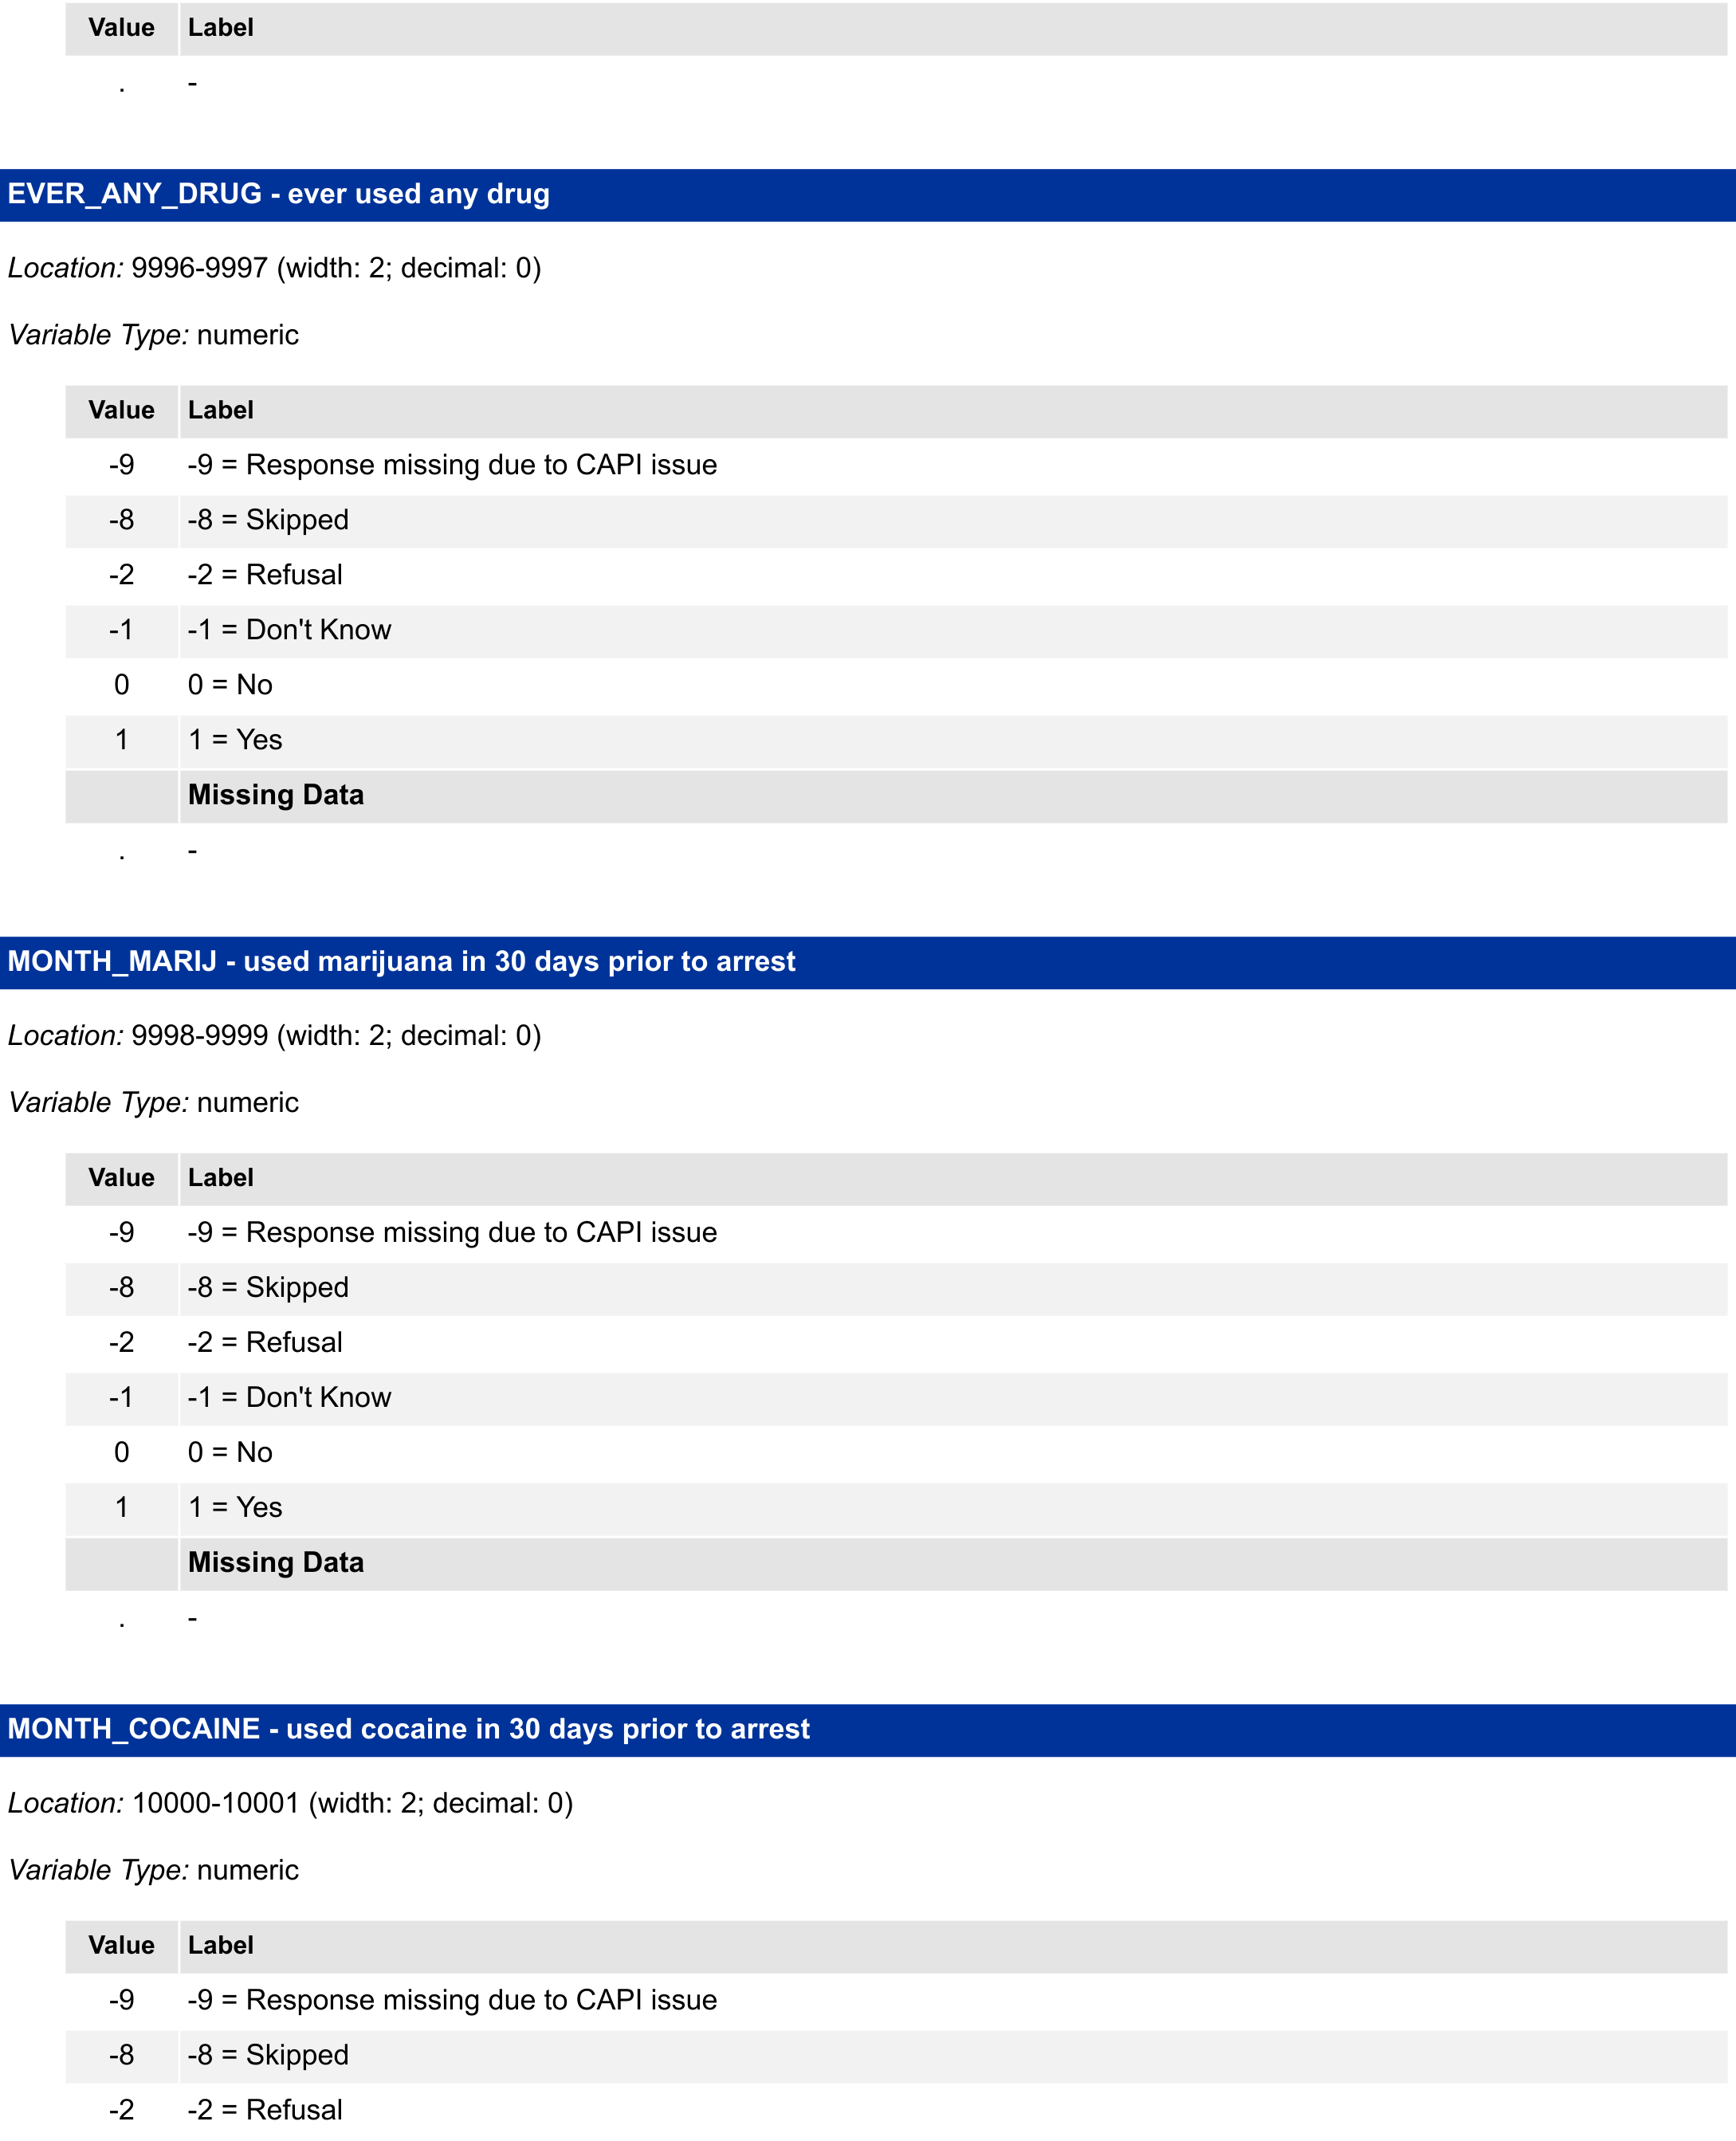 Value Label
. -
EVER_ANY_DRUG - ever used any drug
Location: 9996-9997 (width: 2; decimal: 0)
Variable Type: numeric
Value Label
-9 -9 = Response missing due to CAPI issue
-8 -8 = Skipped
-2 -2 = Refusal
-1 -1 = Don't Know
0 0 = No
1 1 = Yes
Missing Data
. -
MONTH_MARIJ - used marijuana in 30 days prior to arrest
Location: 9998-9999 (width: 2; decimal: 0)
Variable Type: numeric
Value Label
-9 -9 = Response missing due to CAPI issue
-8 -8 = Skipped
-2 -2 = Refusal
-1 -1 = Don't Know
0 0 = No
1 1 = Yes
Missing Data
. -
MONTH_COCAINE - used cocaine in 30 days prior to arrest
Location: 10000-10001 (width: 2; decimal: 0)
Variable Type: numeric
Value Label
-9 -9 = Response missing due to CAPI issue
-8 -8 = Skipped
-2 -2 = Refusal